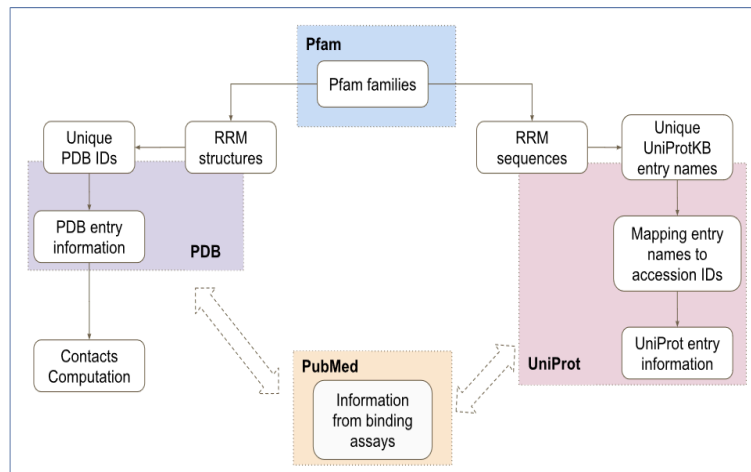 Pfam
Pfam families
Unique
PDB IDs
RRM
structures
RRM
sequences
Unique
UniProtKB
entry names
PDB entry
information
PDB
Mapping entry
names to
accession IDs
Contacts
Computation
PubMed
Information
from binding
assays
UniProt
UniProt entry
information